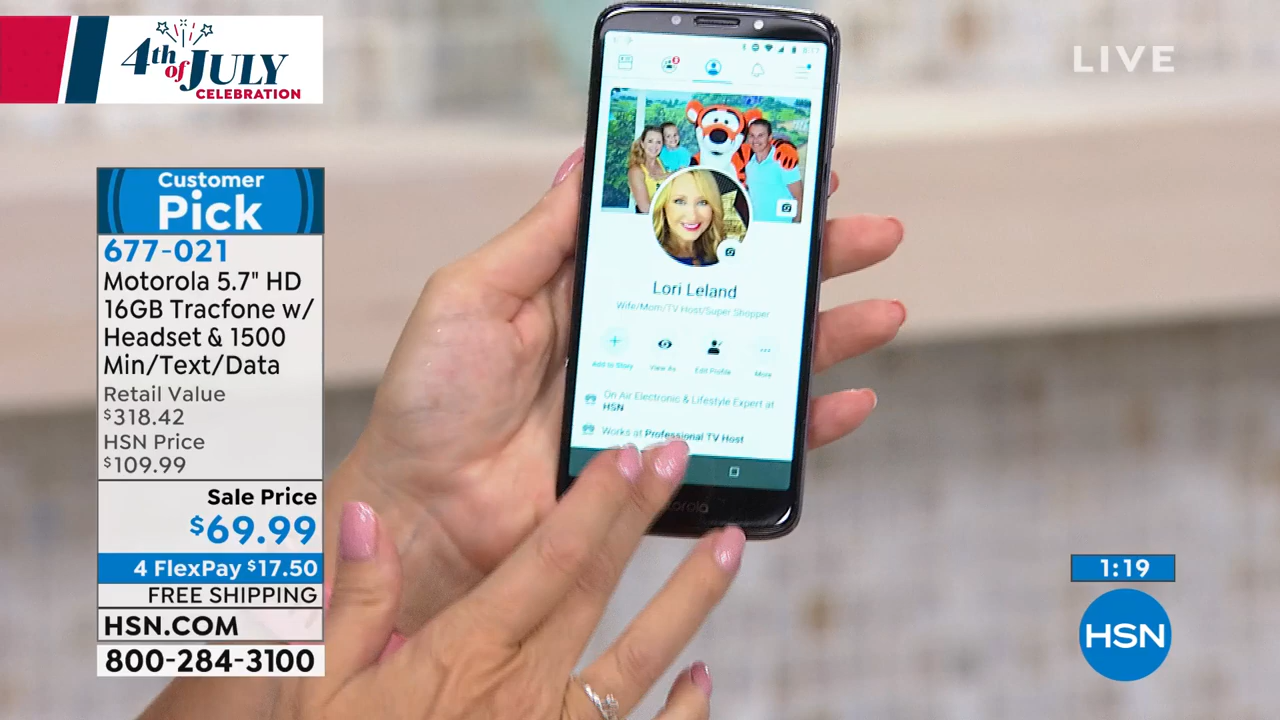 4th
of JULY
CELEBRATION
LIVE
Customer
Pick
677-021
Motorola 5.7" HD
16GB Tracfone w/
Headset & 1500
Min/Text/Data
Retail Value
$318.42
HSN Price
$109.99
Sale Price
$69.99
4 FlexPay $17.50
FREE SHIPPING
HSN.COM
800-284-3100
Lori Leland
Wife/Mom/TV Host/Super Shopper
Add to Story
View As
Edit Profile
More
On Air Electronic & Lifestyle Expert at
HSN
Works at Professional TV Host
1:19
HSN